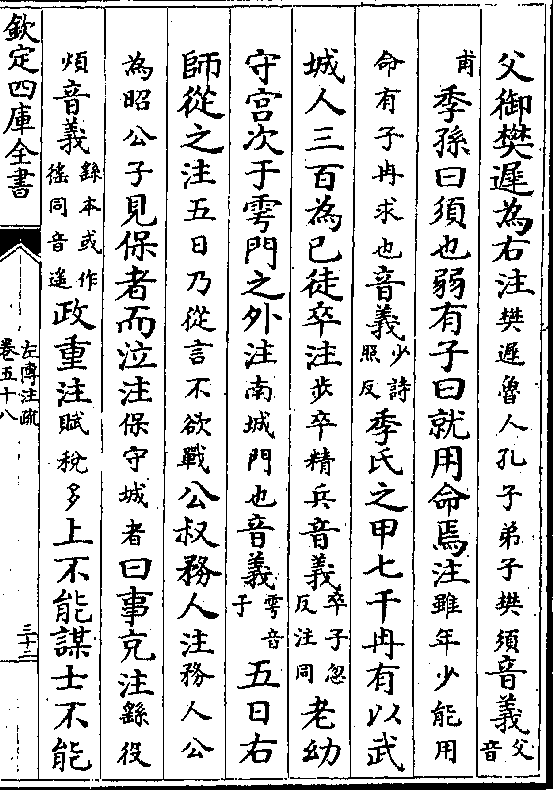 父御樊遲為右注樊遲魯人孔子弟子樊須音義父音
甫季孫曰須也弱有子曰就用命焉注雖年少能用
命有子冉求也音義少詩照反季氏之甲七千冉有以武
城人三百為已徒卒注步卒精兵音義卒子忽反注同老幼
守宫次于雩門之外注南城門也音義雩音于五日右
師從之注五日乃從言不欲戰公叔務人注務人公
為昭公子見保者而泣注保守城者曰事充注繇役
煩音義繇本或作徭同音遥政重注賦稅多上不能謀士不能
欽定四庫全書
左傳注疏
卷五十八
三十三